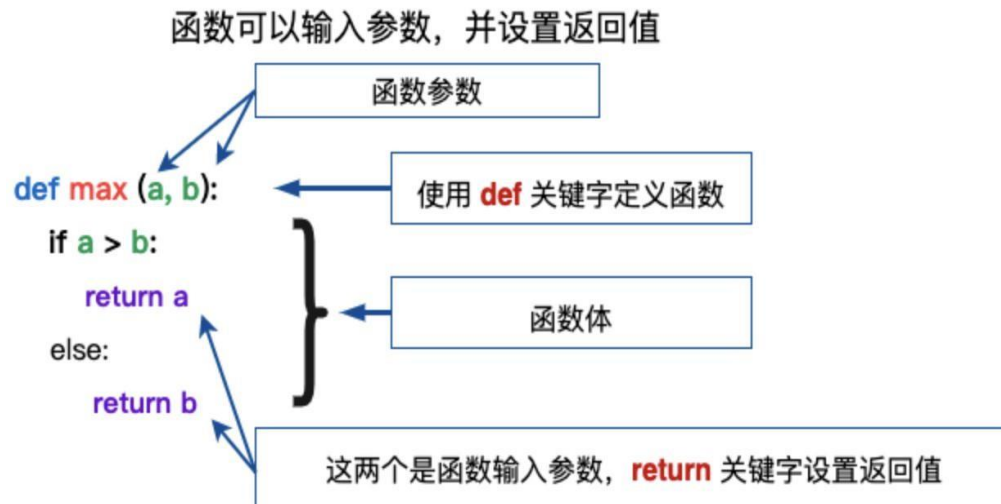 函数可以输入参数，并设置返回值
函数参数
def max (a, b):
使用 def 关键字定义函数
if a > b:
return a
函数体
else:
return b
这两个是函数输入参数，return 关键字设置返回值